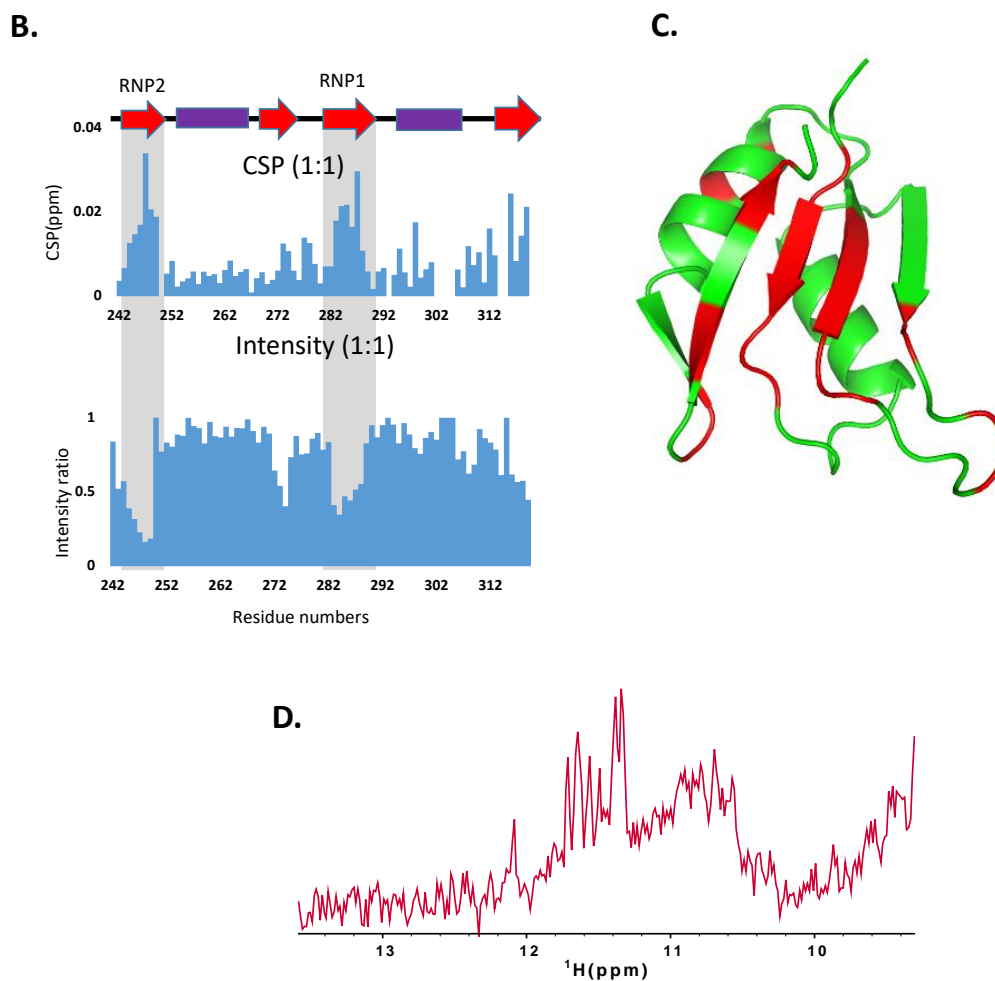 B.
C.
RNP2
RNP1
0.04
CSP (1:1)
0.02
CSP(ppm)
0
242 252 262 272 282 292 302 312
Intensity (1:1)
1
0.5
Intensity ratio
0
242 252 262 272 282 292 302 312
Residue numbers
D.
13 12 11 10
¹H(ppm)